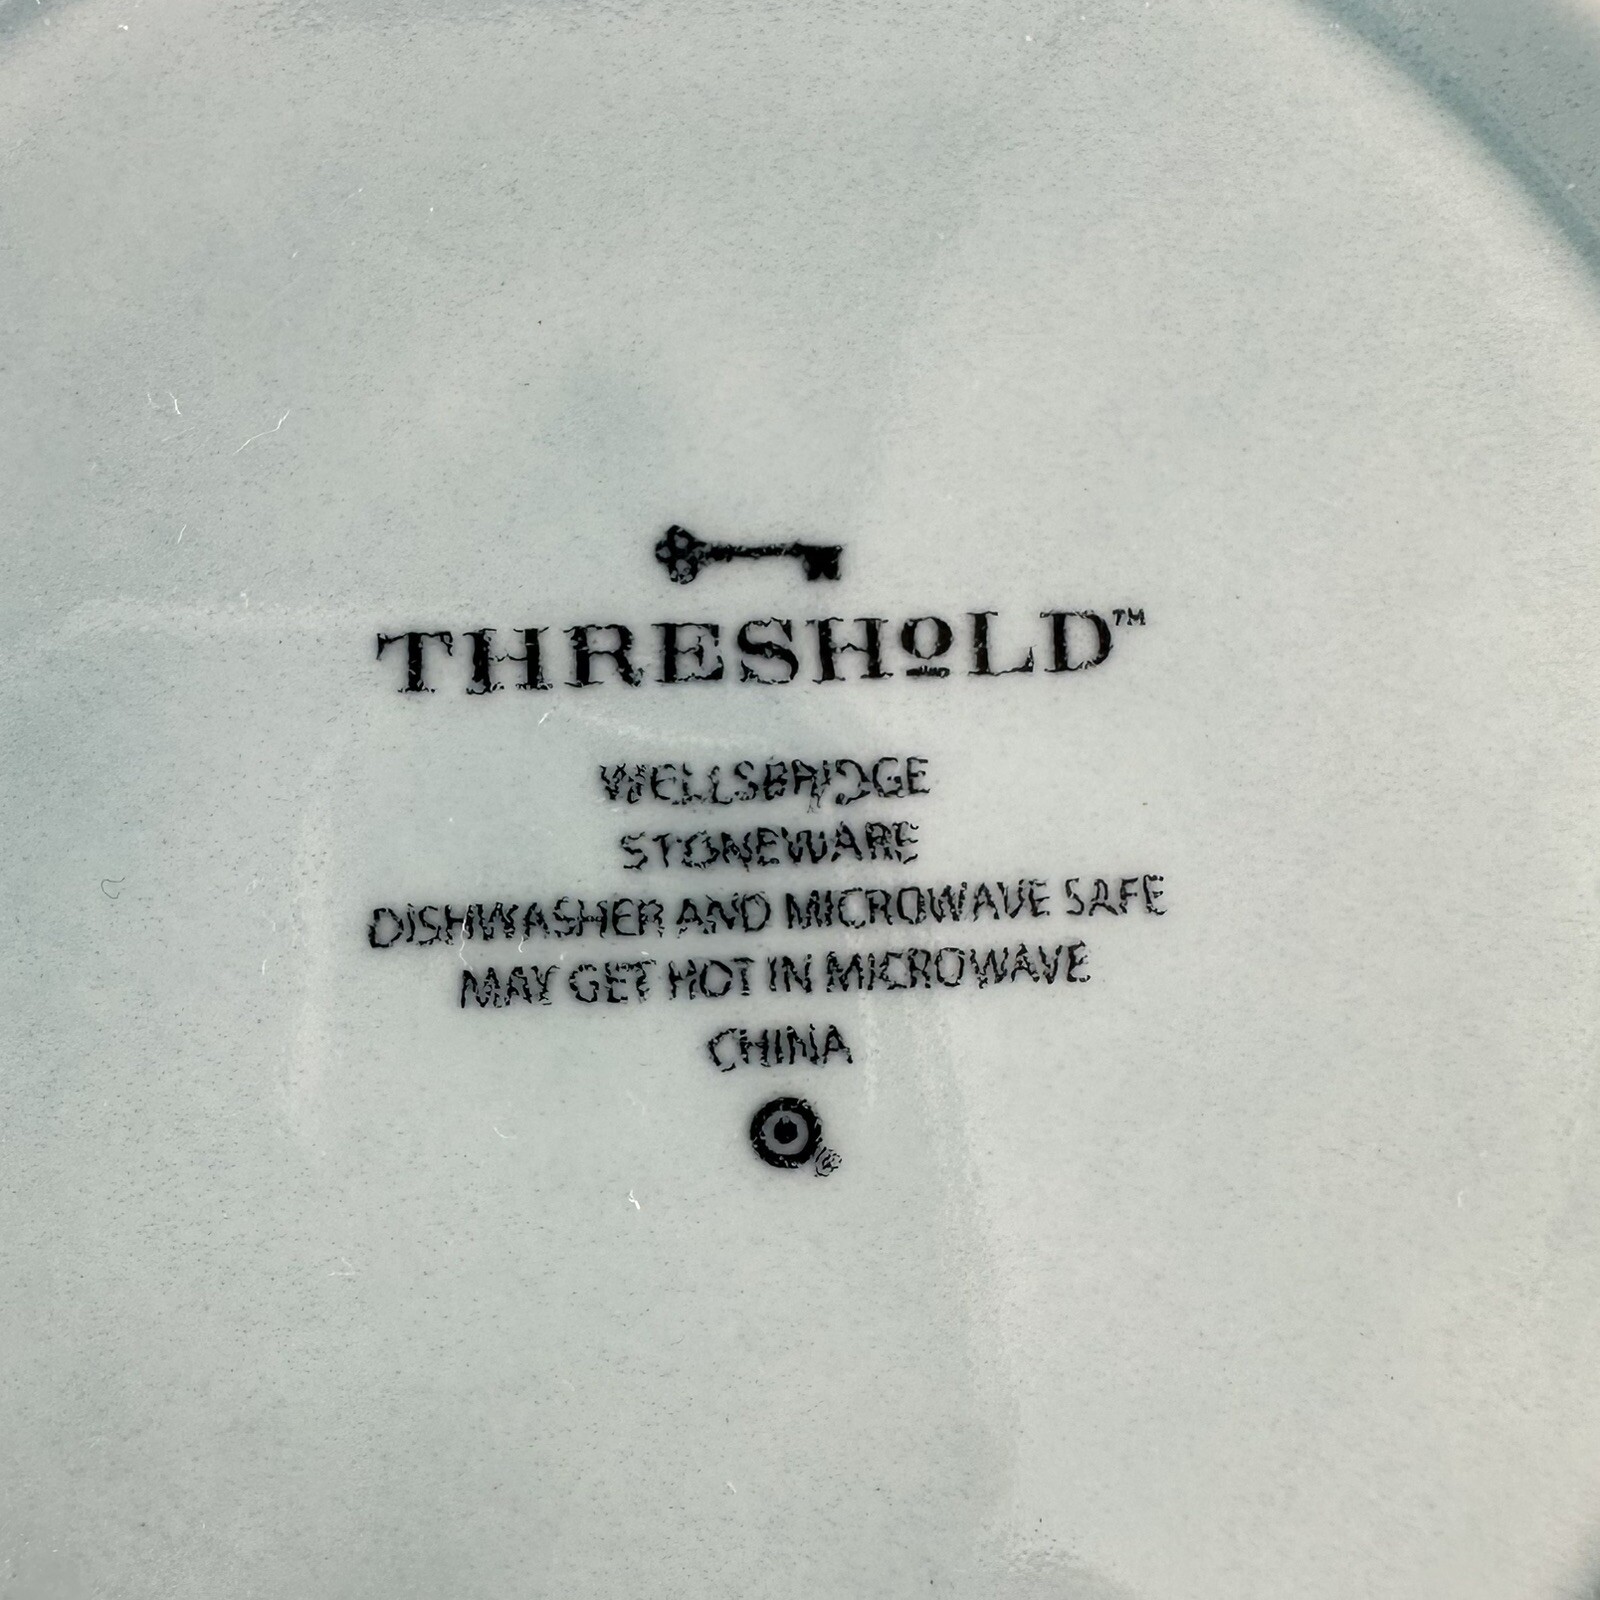 THRESHOLD™
WELLSBRIDGE
STONEWARE
DISHWASHER AND MICROWAVE SAFE
MAY GET HOT IN MICROWAVE
CHINA
®